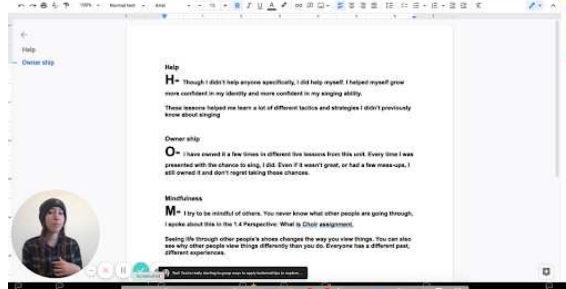 100%
Normal text
Arial
Help
Owner ship
Help
H- Though I didn't help anyone specifically, I did help myself. I helped myself grow
more confident in my identity and more confident in my singing ability.
These lessons helped me learn a lot of different tactics and strategies I didn't previously
know about singing
Owner ship
O- I have owned it a few times in different live lessons from this unit. Every time I was
presented with the chance to sing, I did. Even if it wasn't great, or had a few mess-ups, I
still owned it and don't regret taking those chances.
Mindfulness
M- I try to be mindful of others. You never know what other people are going through,
I spoke about this in the 1.4 Perspective: What is Choir assignment.
Seeing life through other people's shoes changes the way you view things. You can also
see why other people view things differently than you do. Everyone has a different past,
different experiences.